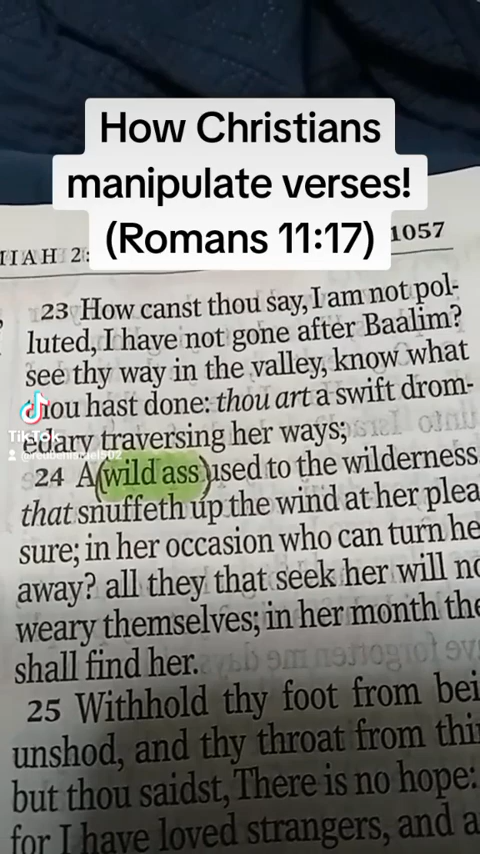 How Christians
manipulate verses!
(Romans 11:17)
IAH 2:
1057
23 How canst thou say, I am not pol-
luted, I have not gone after Baalim?
see thy way in the valley, know what
thou hast done: thou art a swift drom-
edary traversing her ways;
24 A (wild ass) used to the wilderness,
that snuffeth up the wind at her plea
sure; in her occasion who can turn he
away? all they that seek her will no
weary themselves; in her month the
shall find her.
25 Withhold thy foot from bei
unshod, and thy throat from thi
but thou saidst, There is no hope:
for I have loved strangers, and a
TikTok